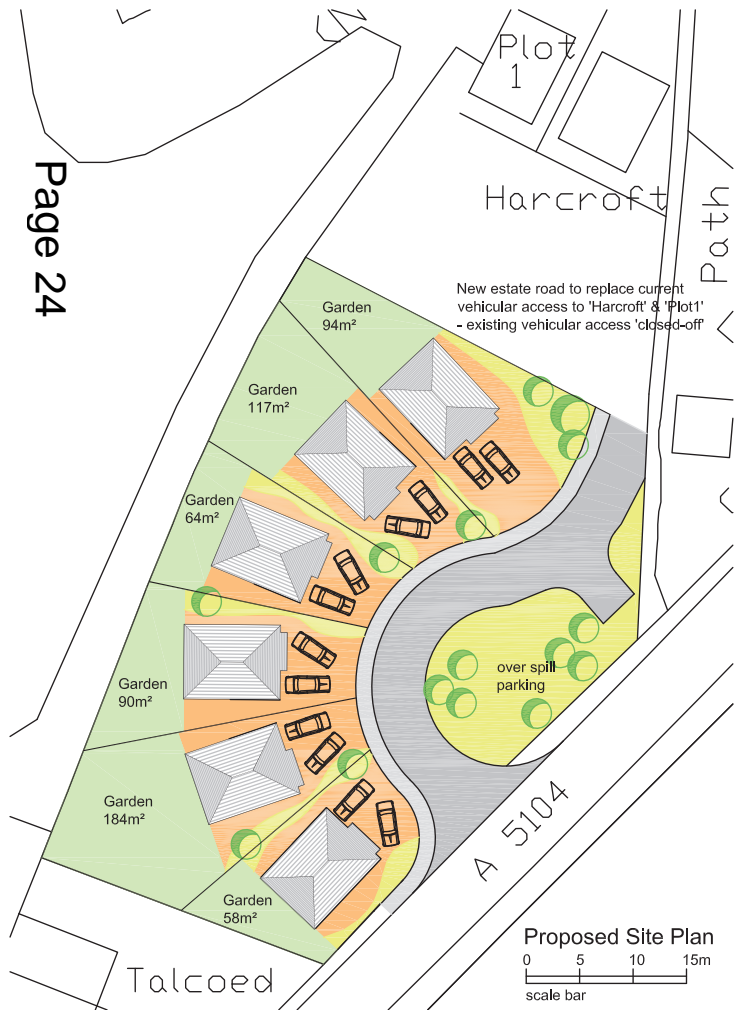 Plot
1
Page 24
Harcroft
Path
New estate road to replace current
vehicular access to 'Harcroft' & 'Plot1'
- existing vehicular access 'closed-off'
Garden
94m²
Garden
117m²
Garden
64m²
Garden
90m²
Garden
184m²
Garden
58m²
over spill
parking
A 5104
Talcoed
Proposed Site Plan
0 5 10 15m
scale bar